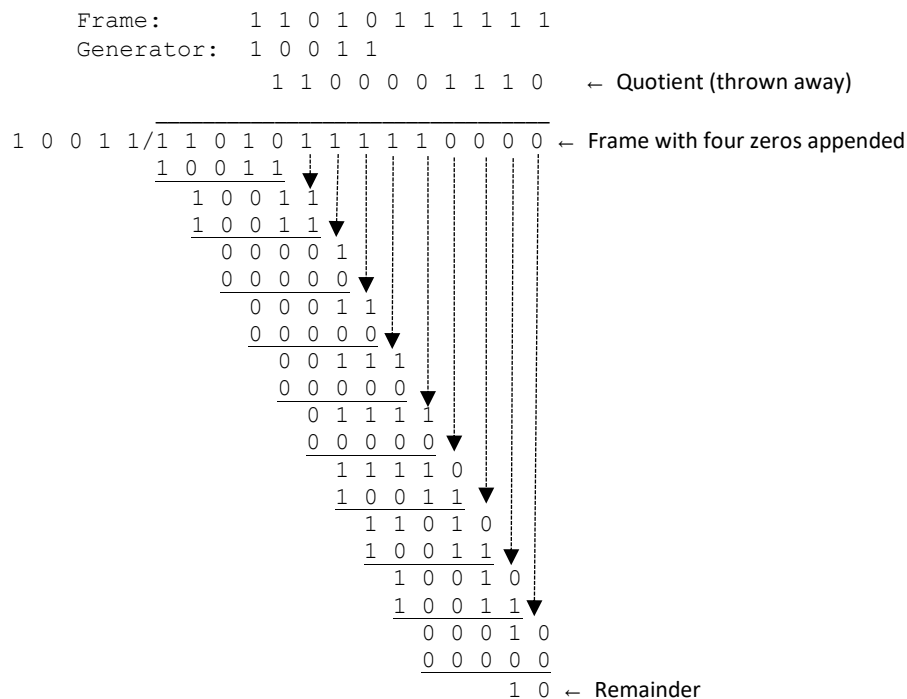 Frame: 1 1 0 1 0 1 1 1 1 1 1
Generator: 1 0 0 1 1
1 1 0 0 0 0 1 1 1 0 ← Quotient (thrown away)
1 0 0 1 1/1 1 0 1 0 1 1 1 1 1 0 0 0 0 ← Frame with four zeros appended
1 0 0 1 1
1 0 0 1 1
1 0 0 1 1
0 0 0 0 1
0 0 0 0 0
0 0 0 1 1
0 0 0 0 0
0 0 1 1 1
0 0 0 0 0
0 1 1 1 1
0 0 0 0 0
1 1 1 1 0
1 0 0 1 1
1 1 0 1 0
1 0 0 1 1
1 0 0 1 0
1 0 0 1 1
0 0 0 1 0
0 0 0 0 0
1 0 ← Remainder